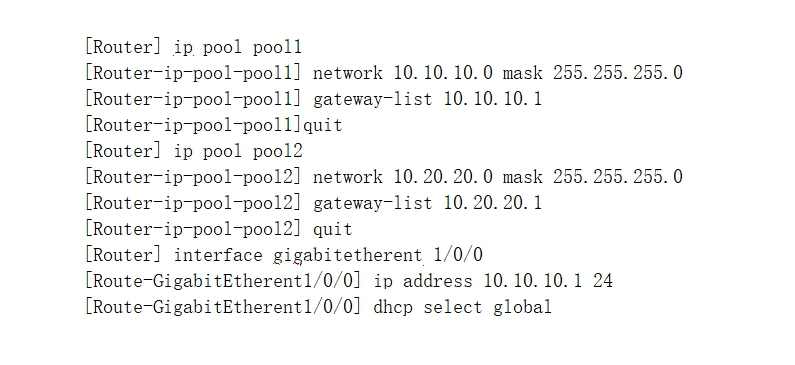 [Router] ip pool pool1
[Router-ip-pool-pool1] network 10.10.10.0 mask 255.255.255.0
[Router-ip-pool-pool1] gateway-list 10.10.10.1
[Router-ip-pool-pool1]quit
[Router] ip pool pool2
[Router-ip-pool-pool2] network 10.20.20.0 mask 255.255.255.0
[Router-ip-pool-pool2] gateway-list 10.20.20.1
[Router-ip-pool-pool2] quit
[Router] interface gigabitetherent 1/0/0
[Route-GigabitEtherent1/0/0] ip address 10.10.10.1 24
[Route-GigabitEtherent1/0/0] dhcp select global